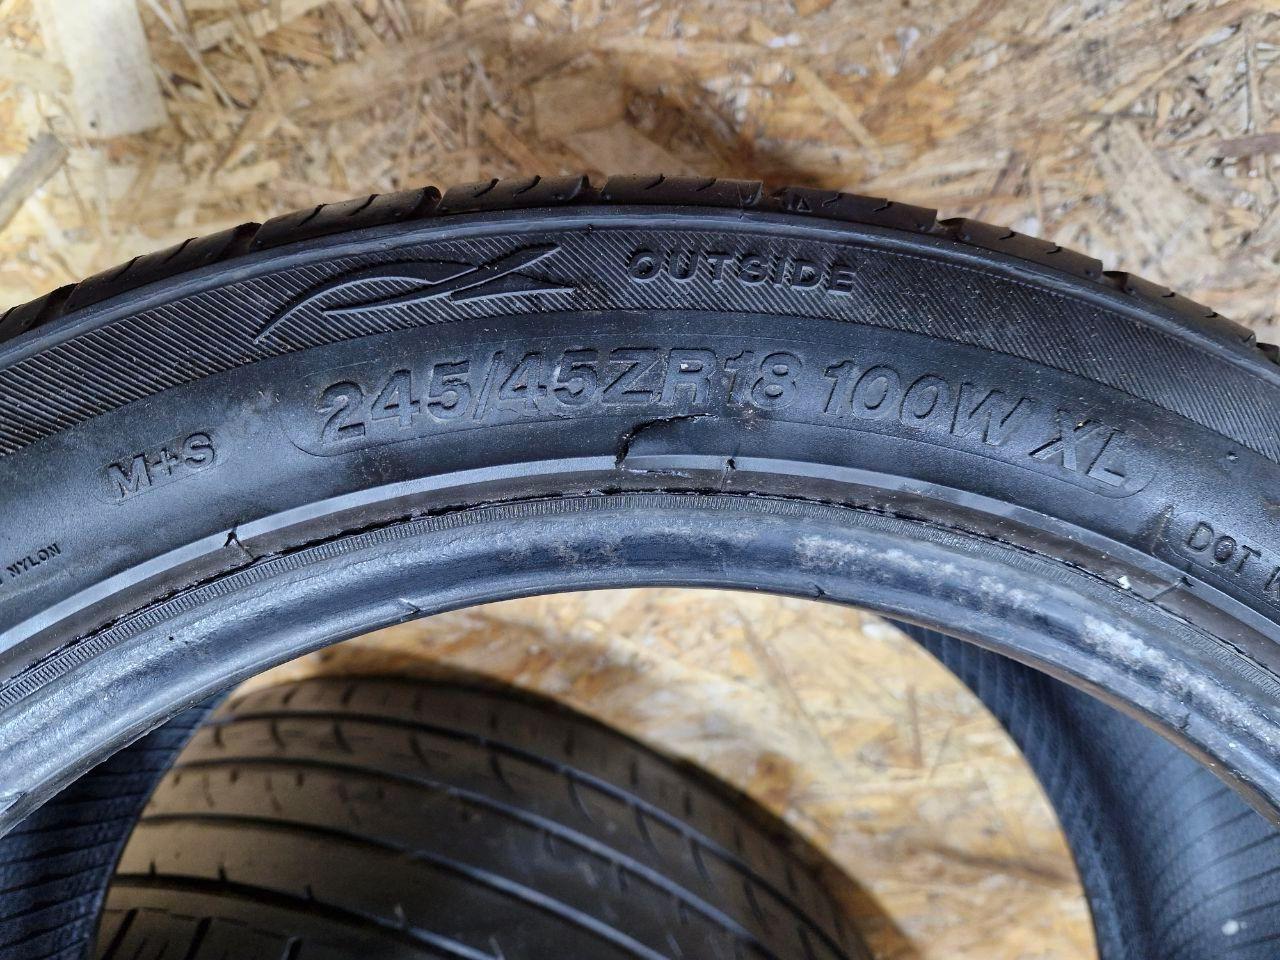 OUTSIDE
245/45ZR18 100W XL
M+S
NYLON
DOT